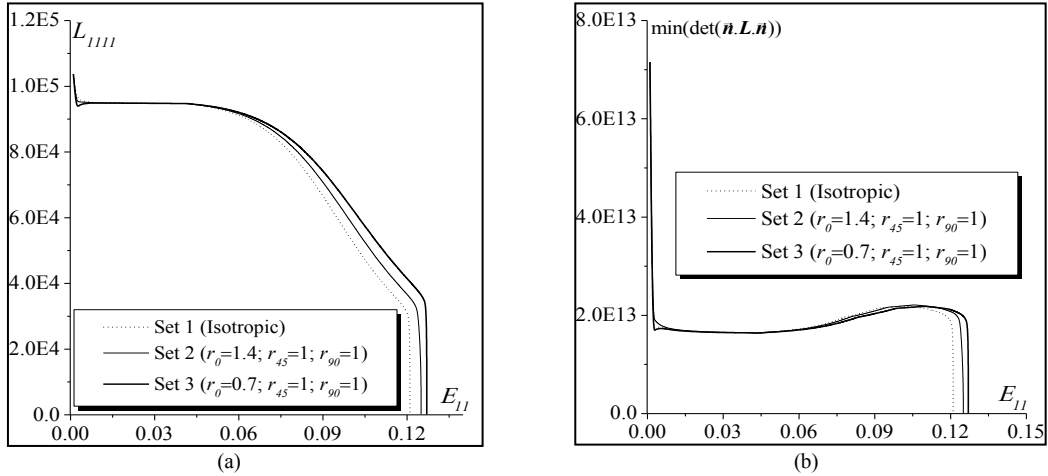 1.2E5
L1111
1.0E5
8.0E4
6.0E4
4.0E4
2.0E4
0.0
Set 1 (Isotropic)
Set 2 (r0=1.4; r45=1; r90=1)
Set 3 (r0=0.7; r45=1; r90=1)
E11
0.00 0.03 0.06 0.09 0.12
(a)
8.0E13
min(det(n⃗.L.n⃗))
6.0E13
4.0E13
2.0E13
0.0
Set 1 (Isotropic)
Set 2 (r0=1.4; r45=1; r90=1)
Set 3 (r0=0.7; r45=1; r90=1)
E11
0.00 0.03 0.06 0.09 0.12 0.15
(b)